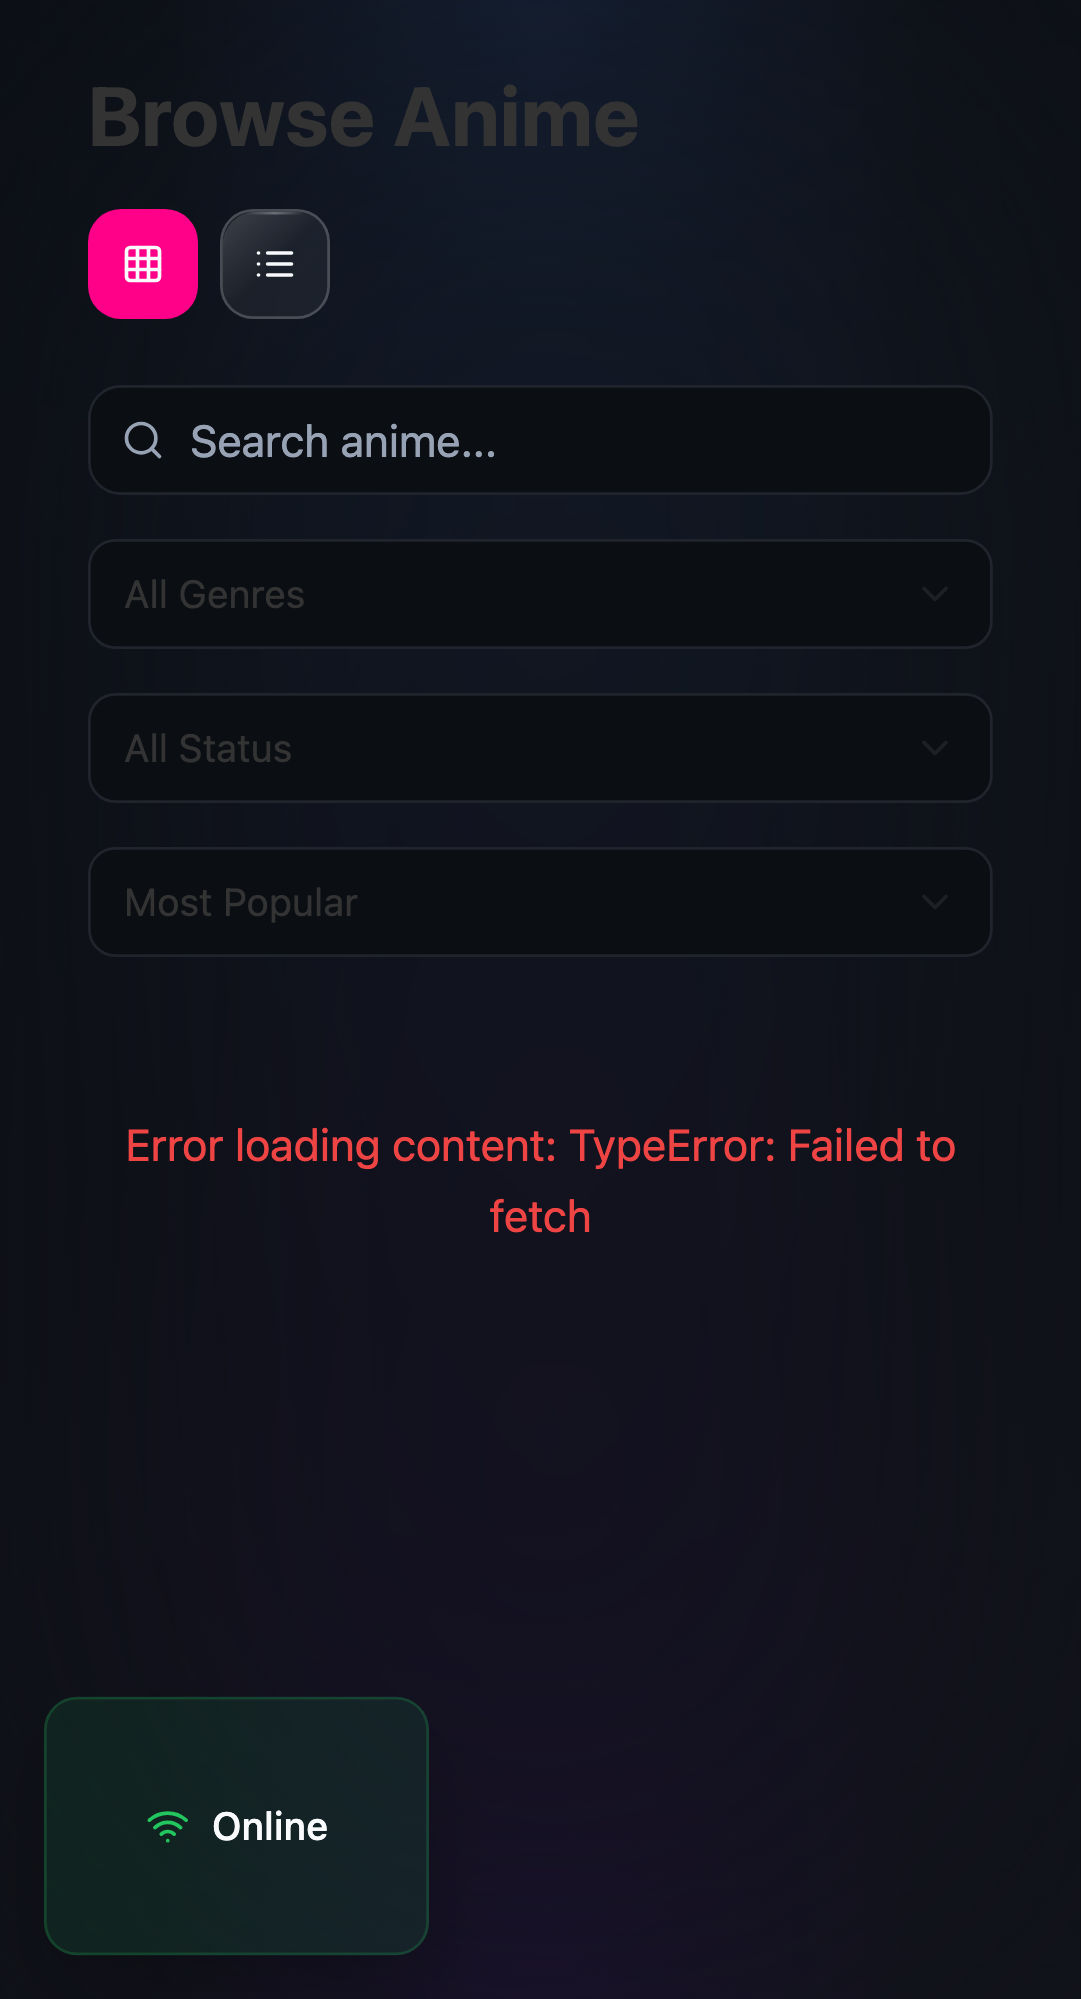 Browse Anime
Search anime...
All Genres
All Status
Most Popular
Error loading content: TypeError: Failed to
fetch
Online